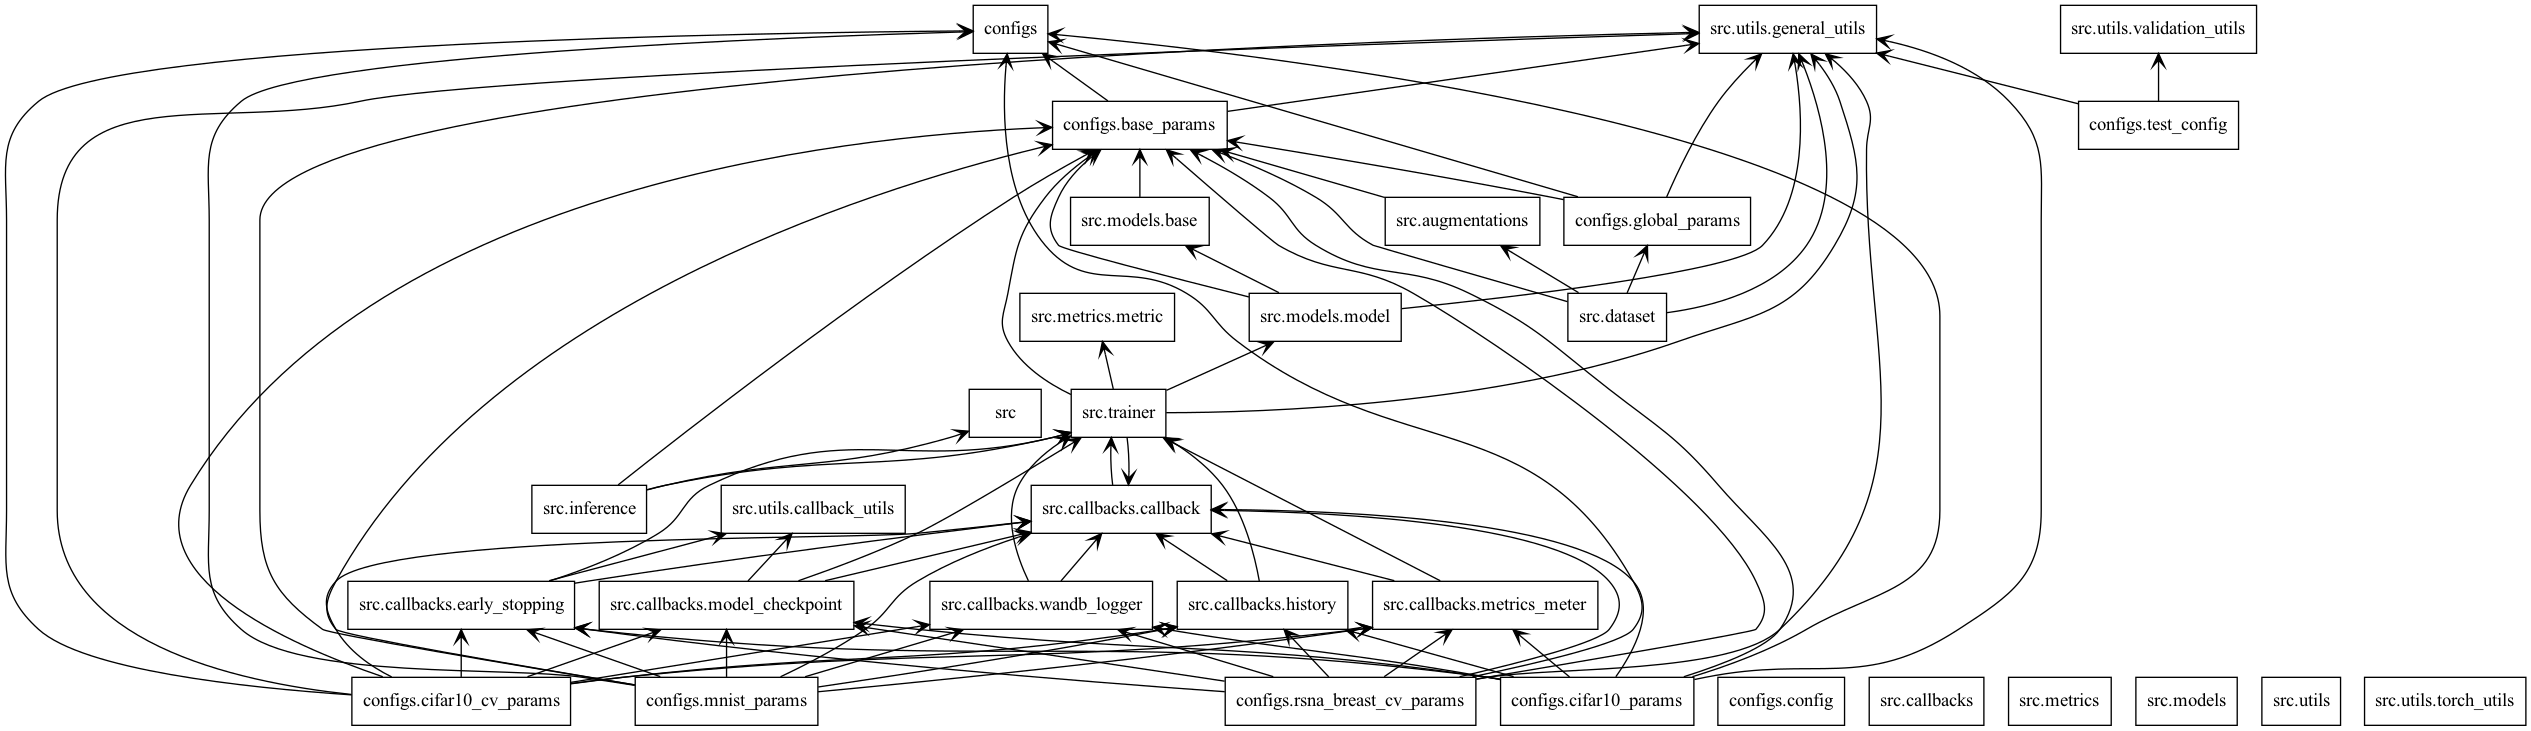 configs
src.utils.general_utils
src.utils.validation_utils
configs.base_params
configs.test_config
src.models.base
src.augmentations
configs.global_params
src.metrics.metric
src.models.model
src.dataset
src
src.trainer
src.inference
src.utils.callback_utils
src.callbacks.callback
src.callbacks.early_stopping
src.callbacks.model_checkpoint
src.callbacks.wandb_logger
src.callbacks.history
src.callbacks.metrics_meter
configs.cifar10_cv_params
configs.mnist_params
configs.rsna_breast_cv_params
configs.cifar10_params
configs.config
src.callbacks
src.metrics
src.models
src.utils
src.utils.torch_utils